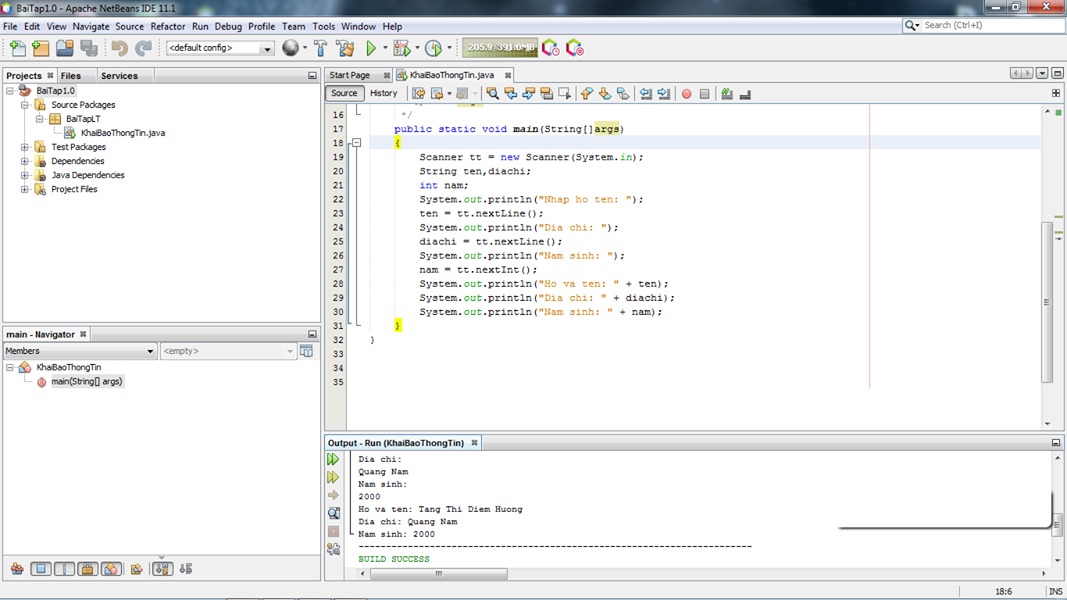 BaiTap1.0 - Apache NetBeans IDE 11.1
File Edit View Navigate Source Refactor Run Debug Profile Team Tools Window Help
Search (Ctrl+I)
<default config>
205.9/391.0MB
Projects Files Services
BaiTap1.0
Source Packages
BaiTapLT
KhaiBaoThongTin.java
Test Packages
Dependencies
Java Dependencies
Project Files
main - Navigator
Members <empty>
KhaiBaoThongTin
main(String[] args)
Start Page KhaiBaoThongTin.java
Source History
16 */
17 public static void main(String[]args)
18 {
19 Scanner tt = new Scanner(System.in);
20 String ten,diachi;
21 int nam;
22 System.out.println("Nhap ho ten: ");
23 ten = tt.nextLine();
24 System.out.println("Dia chi: ");
25 diachi = tt.nextLine();
26 System.out.println("Nam sinh: ");
27 nam = tt.nextInt();
28 System.out.println("Ho va ten: " + ten);
29 System.out.println("Dia chi: " + diachi);
30 System.out.println("Nam sinh: " + nam);
31 }
32 }
33
34
35
Output - Run (KhaiBaoThongTin)
Dia chi:
Quang Nam
Nam sinh:
2000
Ho va ten: Tang Thi Diem Huong
Dia chi: Quang Nam
Nam sinh: 2000
------------------------------------------------------------------------
BUILD SUCCESS
18:6 INS